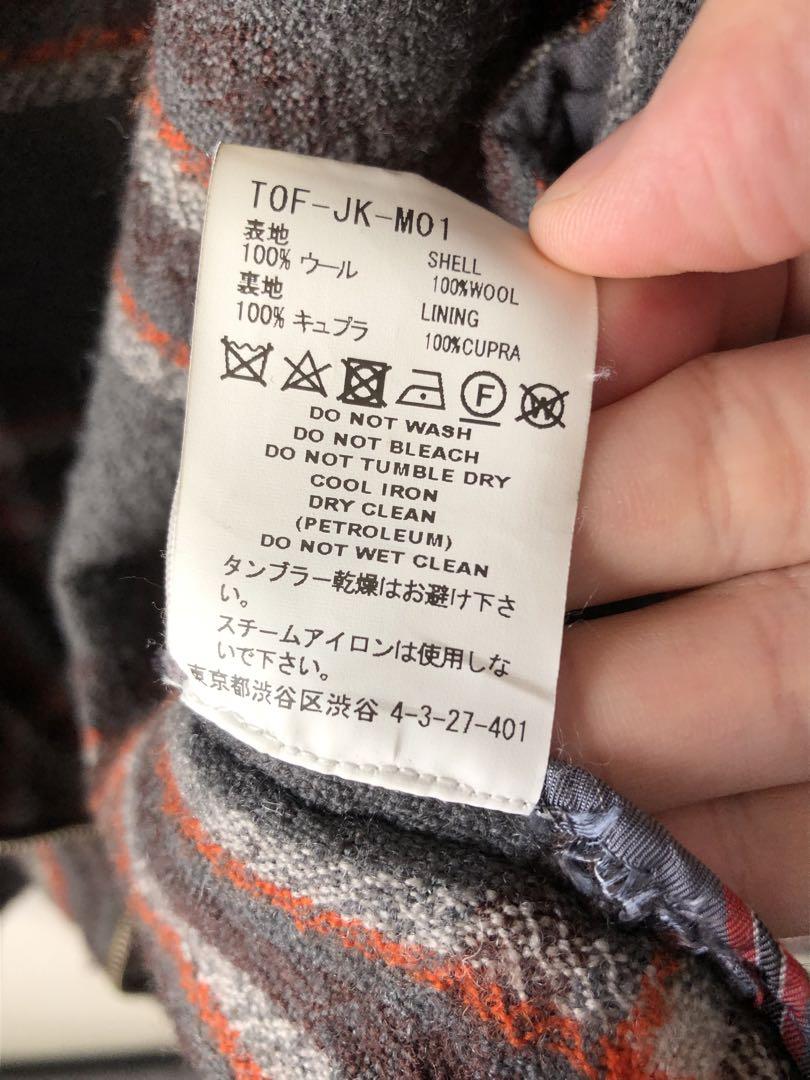 TOF-JK-M01
表地
100% ウール
裏地
100% キュプラ
SHELL
100%WOOL
LINING
100%CUPRA
F
W
DO NOT WASH
DO NOT BLEACH
DO NOT TUMBLE DRY
COOL IRON
DRY CLEAN
(PETROLEUM)
DO NOT WET CLEAN
タンブラー乾燥はお避け下さ
い。
スチームアイロンは使用しな
いで下さい。
東京都渋谷区渋谷 4-3-27-401